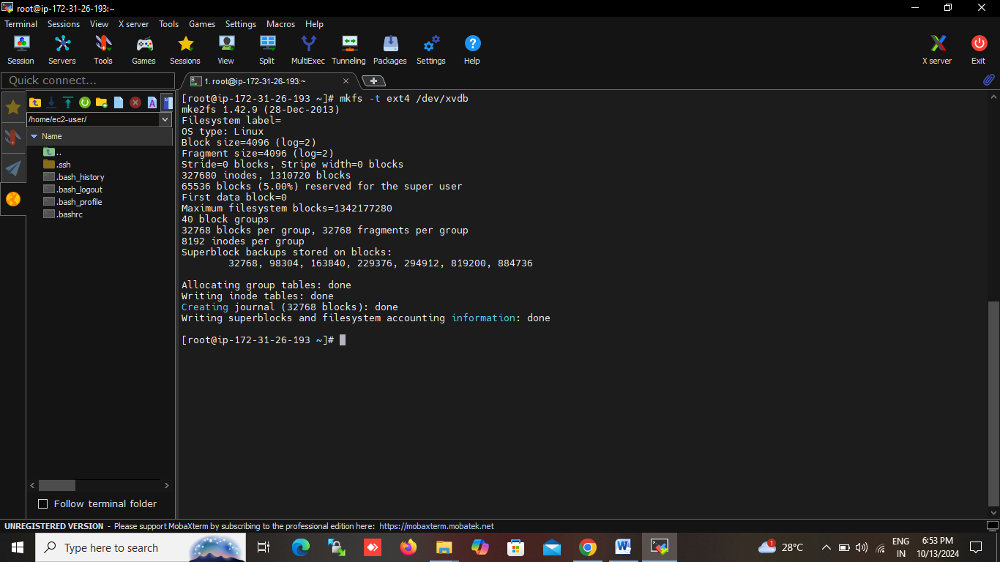 root@ip-172-31-26-193:~
Terminal Sessions View X server Tools Games Settings Macros Help
Session Servers Tools Games Sessions View Split MultiExec Tunneling Packages Settings Help X server Exit
Quick connect...
1. root@ip-172-31-26-193:~
/home/ec2-user/
Name
..
.ssh
.bash_history
.bash_logout
.bash_profile
.bashrc
Follow terminal folder
[root@ip-172-31-26-193 ~]# mkfs -t ext4 /dev/xvdb
mke2fs 1.42.9 (28-Dec-2013)
Filesystem label=
OS type: Linux
Block size=4096 (log=2)
Fragment size=4096 (log=2)
Stride=0 blocks, Stripe width=0 blocks
327680 inodes, 1310720 blocks
65536 blocks (5.00%) reserved for the super user
First data block=0
Maximum filesystem blocks=1342177280
40 block groups
32768 blocks per group, 32768 fragments per group
8192 inodes per group
Superblock backups stored on blocks:
32768, 98304, 163840, 229376, 294912, 819200, 884736
Allocating group tables: done
Writing inode tables: done
Creating journal (32768 blocks): done
Writing superblocks and filesystem accounting information: done
[root@ip-172-31-26-193 ~]#
UNREGISTERED VERSION - Please support MobaXterm by subscribing to the professional edition here: https://mobaxterm.mobatek.net
Type here to search
1
28°C
ENG
IN
6:53 PM
10/13/2024